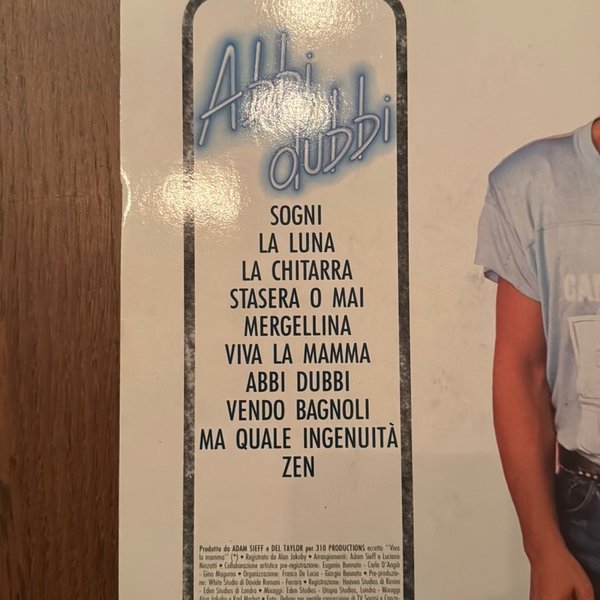 Abbi
dubbi
SOGNI
LA LUNA
LA CHITARRA
STASERA O MAI
MERGELLINA
VIVA LA MAMMA
ABBI DUBBI
VENDO BAGNOLI
MA QUALE INGENUITÀ
ZEN
Prodotto da ADAM SIEFF e DEL TAYLOR per 310 PRODUCTIONS eccetto "Viva
la mamma" (*) • Registrato da Alan Jakoby • Arrangiamenti: Adam Sieff e Luciano
Ninzatti • Collaborazione artistica pre-registrazione: Eugenio Bennato - Carlo D'Angiò
- Gino Magurno • Organizzazione: Franco De Lucia - Giorgio Bennato • Pre-produzio-
ne: White Studio di Davide Romani - Ferrara • Registrazione: Heaven Studios di Rimini
- Eden Studios di Londra • Mixaggi: Eden Studios - Utopia Studios, Londra - Mixaggi
Alan Jakoby e